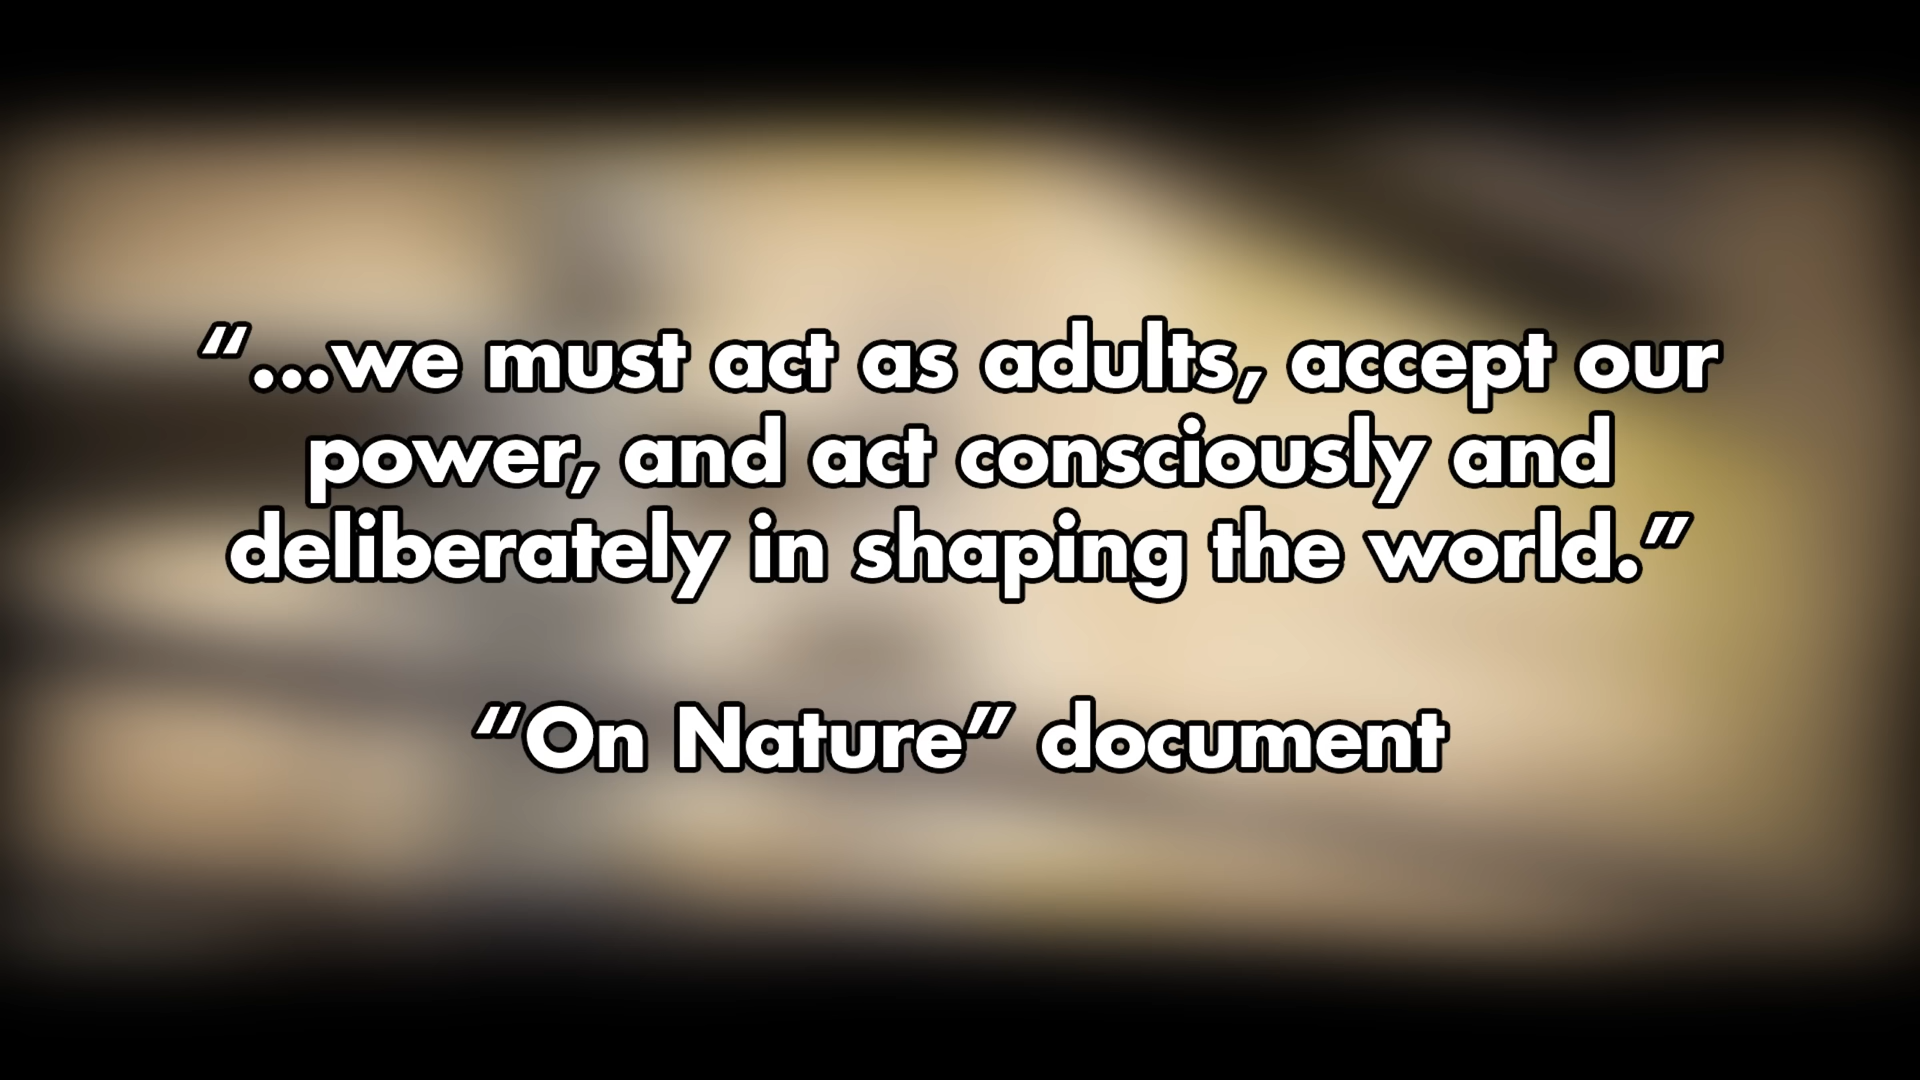 “...we must act as adults, accept our
power, and act consciously and
deliberately in shaping the world.”
“On Nature” document